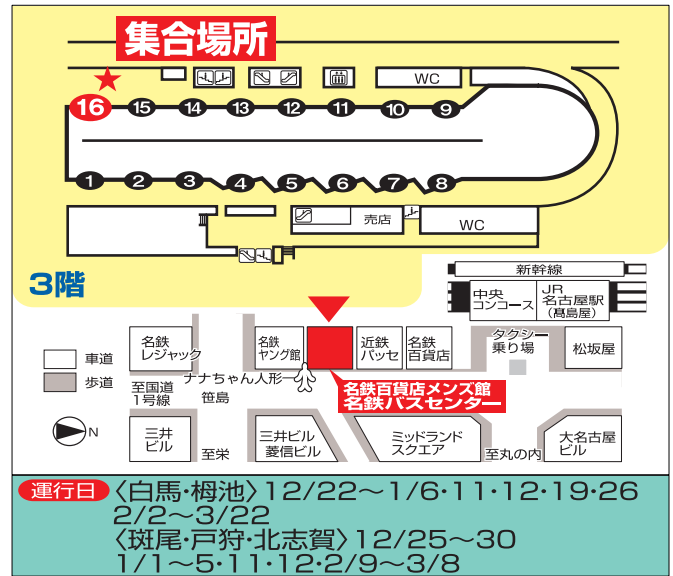 集合場所
WC
16
15
14
13
12
11
10
9
1
2
3
4
5
6
7
8
売店
WC
3階
新幹線
中央
コンコース
JR
名古屋駅
(髙島屋)
名鉄
レジャック
名鉄
ヤング館
近鉄
パッセ
名鉄
百貨店
タクシー
乗り場
松坂屋
車道
歩道
至国道
1号線
ナナちゃん人形
笹島
名鉄百貨店メンズ館
名鉄バスセンター
N
三井
ビル
至栄
三井ビル
菱信ビル
ミッドランド
スクエア
至丸の内
大名古屋
ビル
運行日〈白馬・栂池〉12/22～1/6・11・12・19・26
2/2～3/22
〈斑尾・戸狩・北志賀〉12/25～30
1/1～5・11・12・2/9～3/8